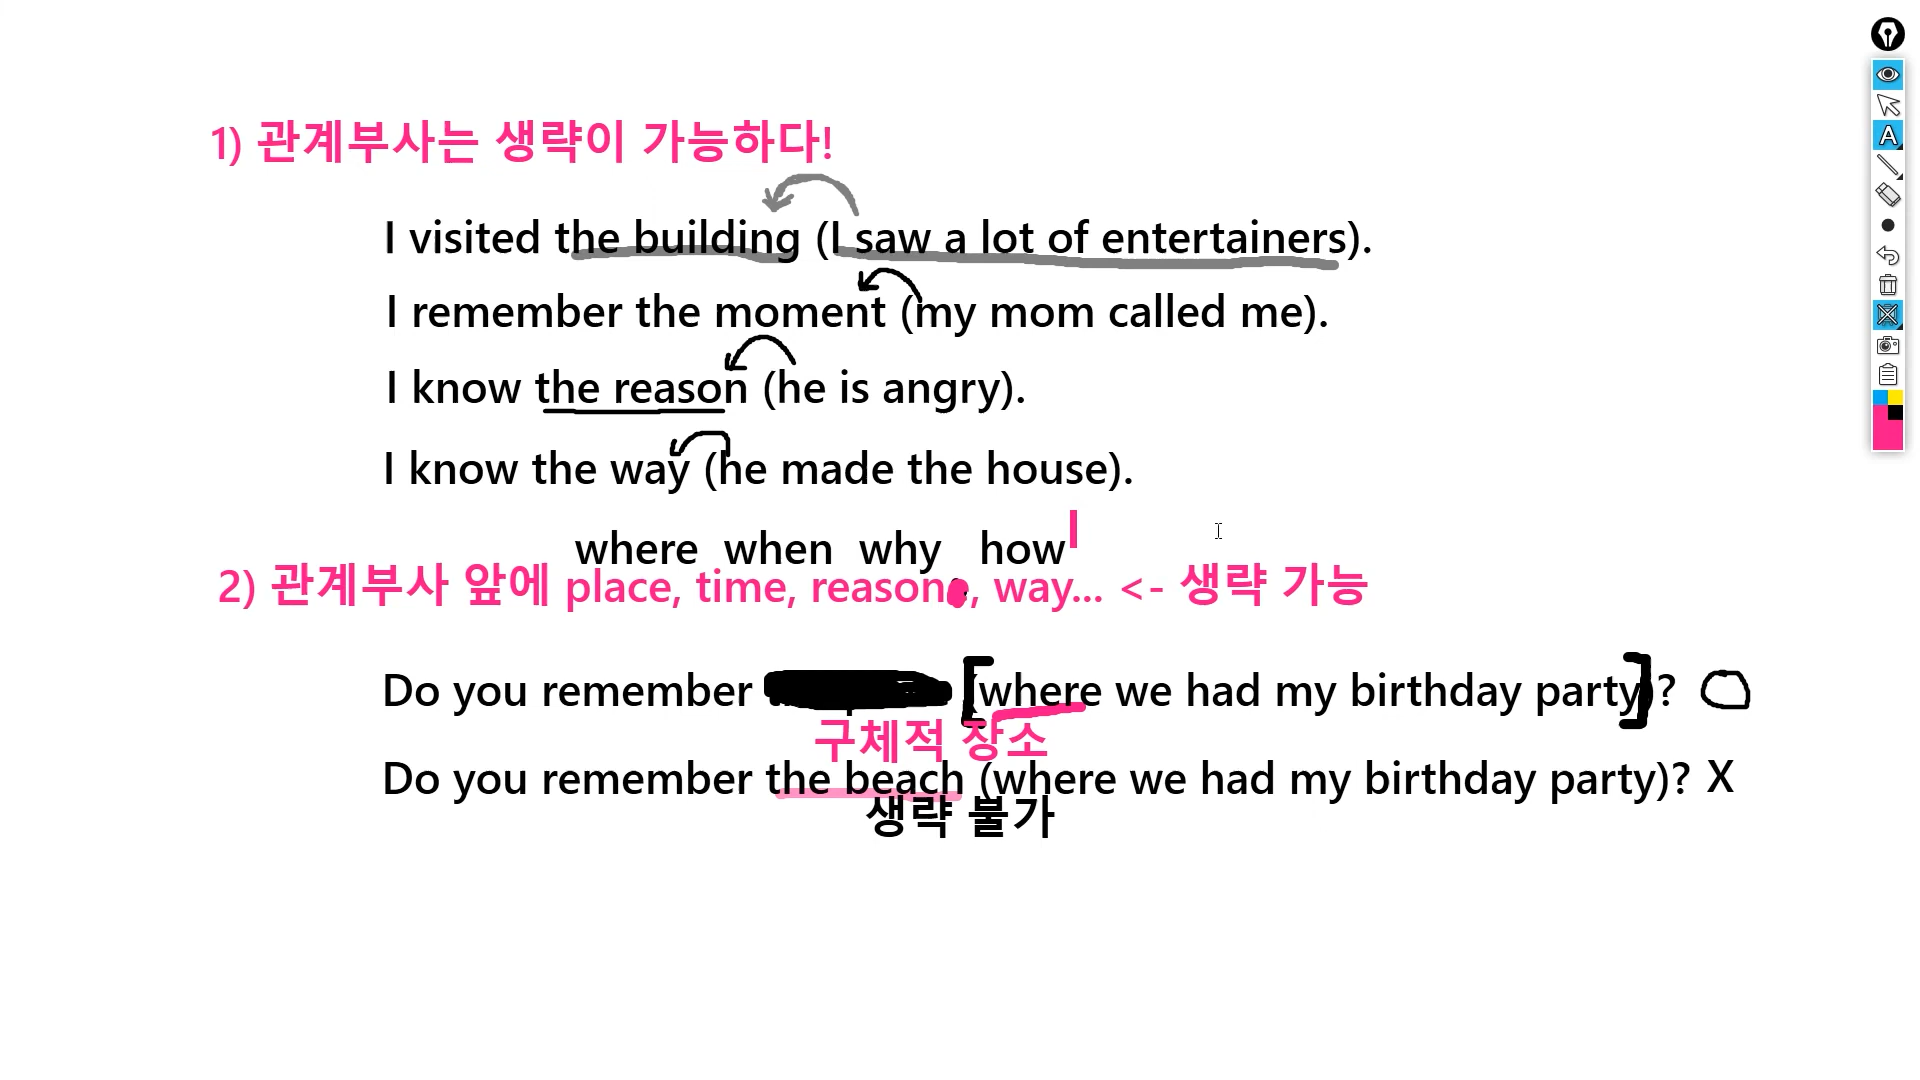 1) 관계부사는 생략이 가능하다!
I visited the building (I saw a lot of entertainers).
I remember the moment (my mom called me).
I know the reason (he is angry).
I know the way (he made the house).
where when why how
2) 관계부사 앞에 place, time, reason, way... <- 생략 가능
Do you remember (where we had my birthday party)?
구체적 장소
Do you remember the beach (where we had my birthday party)? X
생략 불가